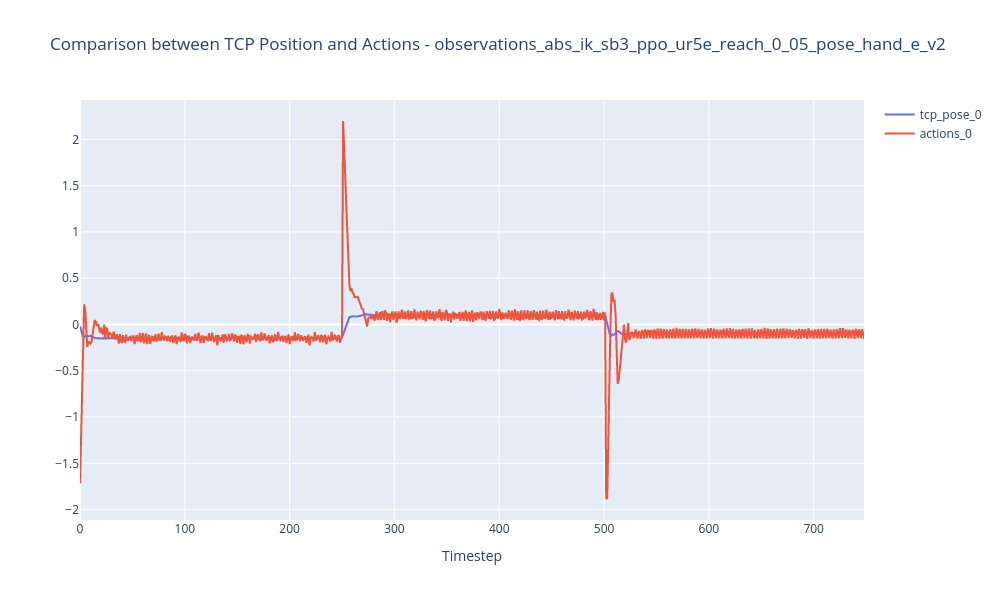 Comparison between TCP Position and Actions - observations_abs_ik_sb3_ppo_ur5e_reach_0_05_pose_hand_e_v2
tcp_pose_0
actions_0
2
1.5
1
0.5
0
−0.5
−1
−1.5
−2
0 100 200 300 400 500 600 700
Timestep